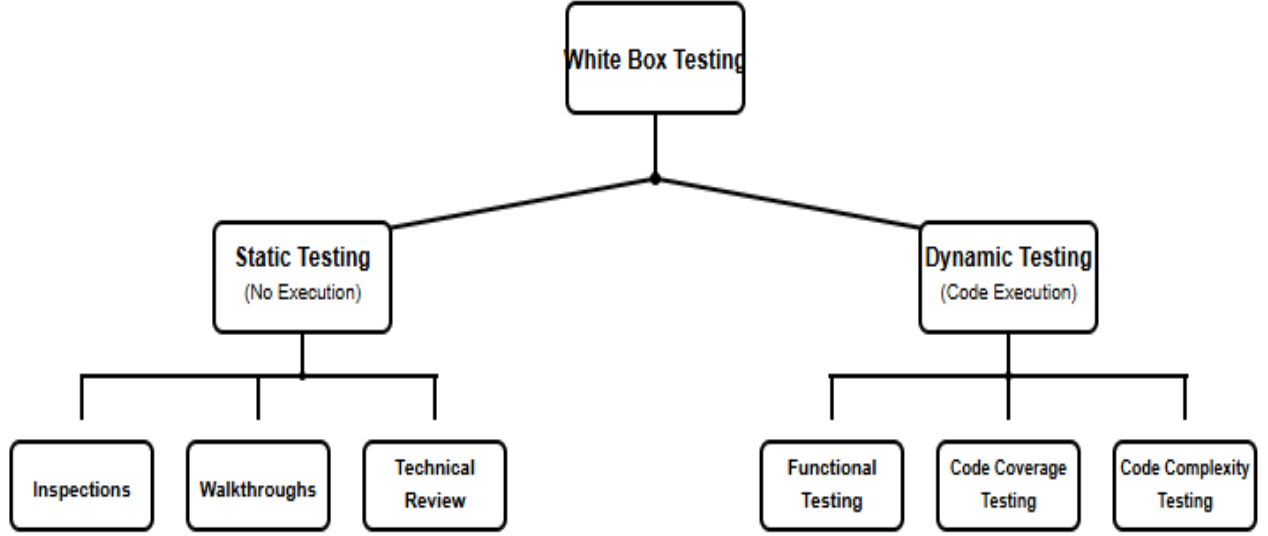 White Box Testing
Static Testing
(No Execution)
Dynamic Testing
(Code Execution)
Inspections
Walkthroughs
Technical
Review
Functional
Testing
Code Coverage
Testing
Code Complexity
Testing